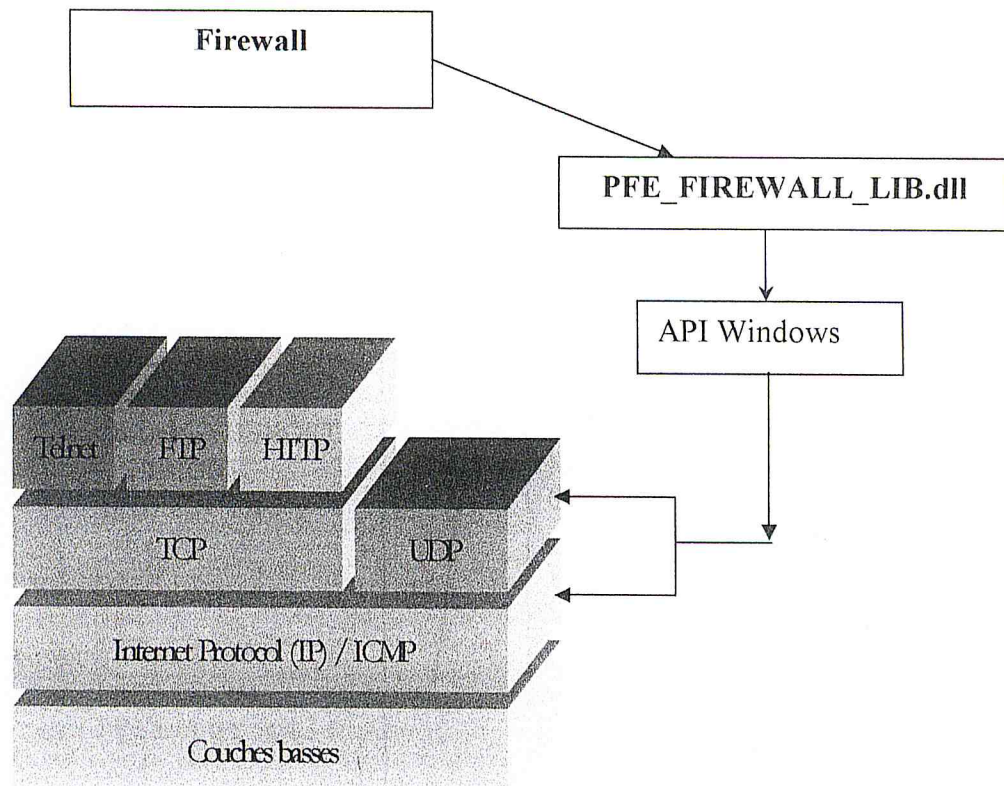 Firewall
PFE_FIREWALL_LIB.dll
API Windows
Telnet
FTP
HTTP
TCP
UDP
Internet Protocol (IP) / ICMP
Couches basses